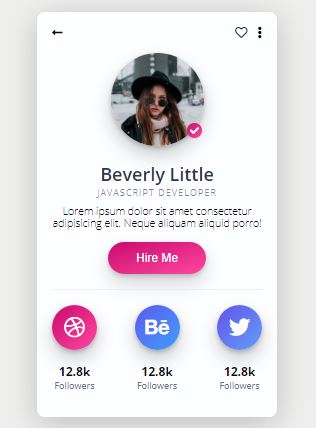 Beverly Little
JAVASCRIPT DEVELOPER
Lorem ipsum dolor sit amet consectetur
adipisicing elit. Neque aliquam aliquid porro!
Hire Me
Bē
12.8k 12.8k 12.8k
Followers Followers Followers